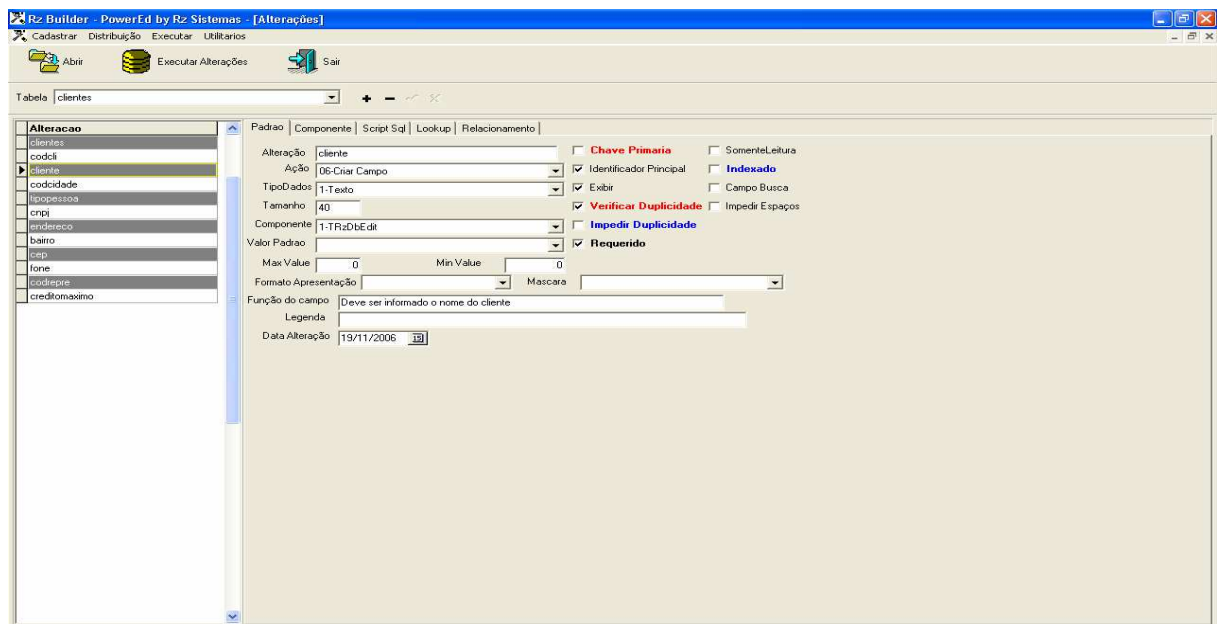 Rz Builder - PowerEd by Rz Sistemas - [Alterações]
Cadastrar Distribuição Executar Utilitarios
Abrir Executar Alterações Sair
Tabela clientes
Alteracao
clientes
codcli
cliente
codcidade
tipopessoa
cnpj
endereco
bairro
cep
fone
codrepre
creditomaximo
Padrao Componente Script Sql Lookup Relacionamento
Alteração cliente
Ação 06-Criar Campo
TipoDados 1-Texto
Tamanho 40
Componente 1-TRzDbEdit
Valor Padrao
Max Value 0 Min Value 0
Formato Apresentação Mascara
Função do campo Deve ser informado o nome do cliente
Legenda
Data Alteração 19/11/2006 15
Chave Primaria SomenteLeitura
Identificador Principal Indexado
Exibir Campo Busca
Verificar Duplicidade Impedir Espaços
Impedir Duplicidade
Requerido